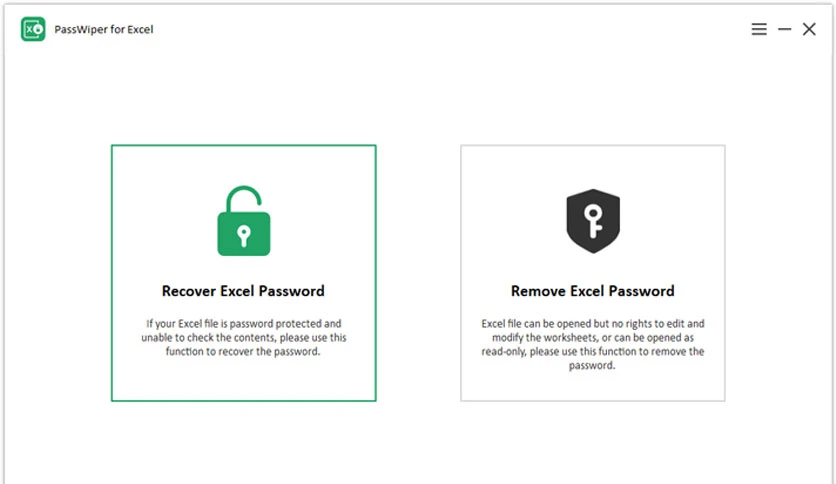 PassWiper for Excel
Recover Excel Password
If your Excel file is password protected and
unable to check the contents, please use this
function to recover the password.
Remove Excel Password
Excel file can be opened but no rights to edit and
modify the worksheets, or can be opened as
read-only, please use this function to remove the
password.